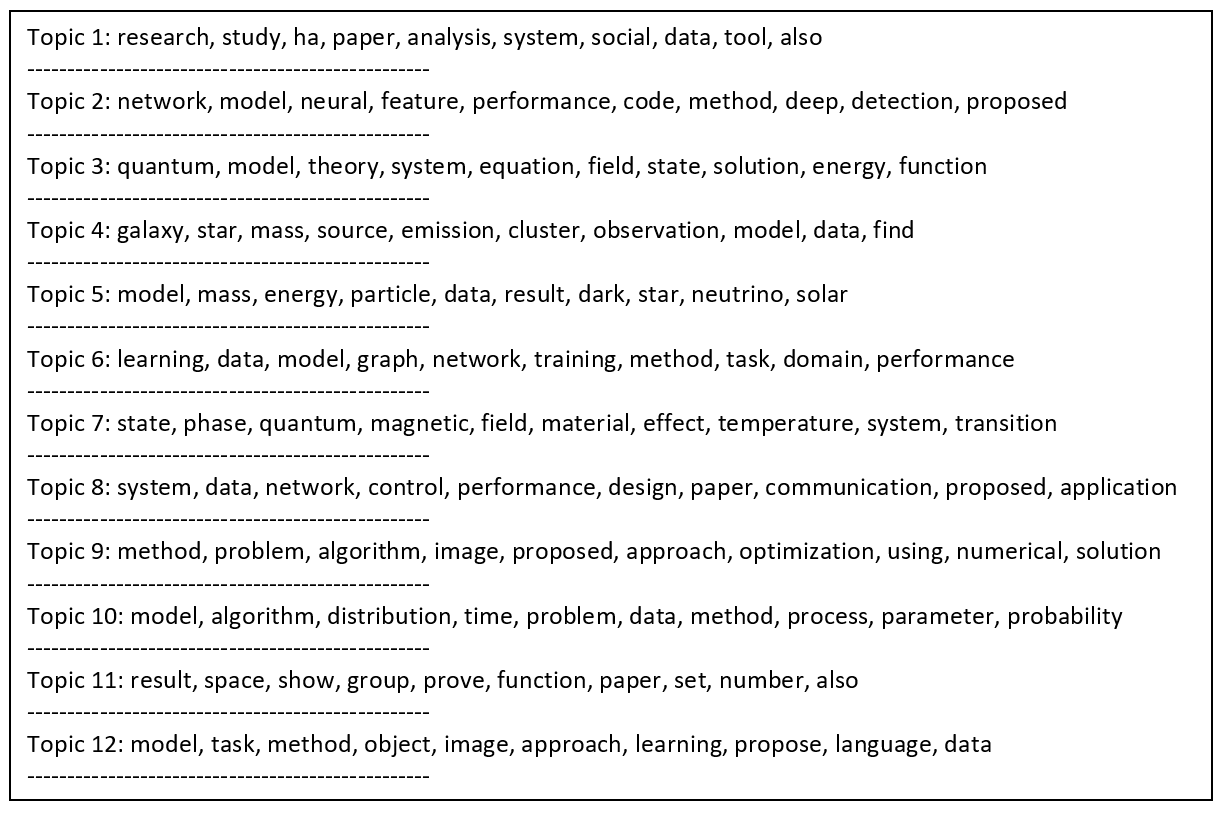 Topic 1: research, study, ha, paper, analysis, system, social, data, tool, also
--------------------------------------------------
Topic 2: network, model, neural, feature, performance, code, method, deep, detection, proposed
--------------------------------------------------
Topic 3: quantum, model, theory, system, equation, field, state, solution, energy, function
--------------------------------------------------
Topic 4: galaxy, star, mass, source, emission, cluster, observation, model, data, find
--------------------------------------------------
Topic 5: model, mass, energy, particle, data, result, dark, star, neutrino, solar
--------------------------------------------------
Topic 6: learning, data, model, graph, network, training, method, task, domain, performance
--------------------------------------------------
Topic 7: state, phase, quantum, magnetic, field, material, effect, temperature, system, transition
--------------------------------------------------
Topic 8: system, data, network, control, performance, design, paper, communication, proposed, application
--------------------------------------------------
Topic 9: method, problem, algorithm, image, proposed, approach, optimization, using, numerical, solution
--------------------------------------------------
Topic 10: model, algorithm, distribution, time, problem, data, method, process, parameter, probability
--------------------------------------------------
Topic 11: result, space, show, group, prove, function, paper, set, number, also
--------------------------------------------------
Topic 12: model, task, method, object, image, approach, learning, propose, language, data
--------------------------------------------------